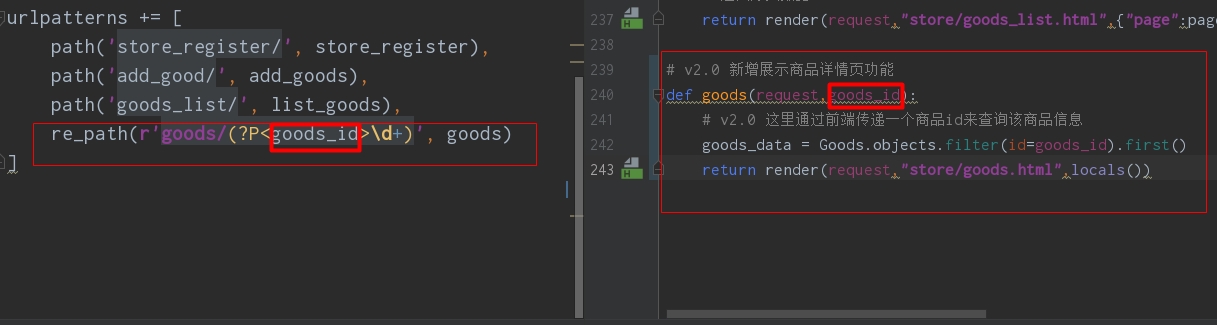 urlpatterns += [
path('store_register/', store_register),
path('add_good/', add_goods),
path('goods_list/', list_goods),
re_path(r'goods/(?P<goods_id>\d+)', goods)
]
237 return render(request,"store/goods_list.html",{"page":page
238
239 # v2.0 新增展示商品详情页功能
240 def goods(request,goods_id):
241 # v2.0 这里通过前端传递一个商品id来查询该商品信息
242 goods_data = Goods.objects.filter(id=goods_id).first()
243 return render(request,"store/goods.html",locals())